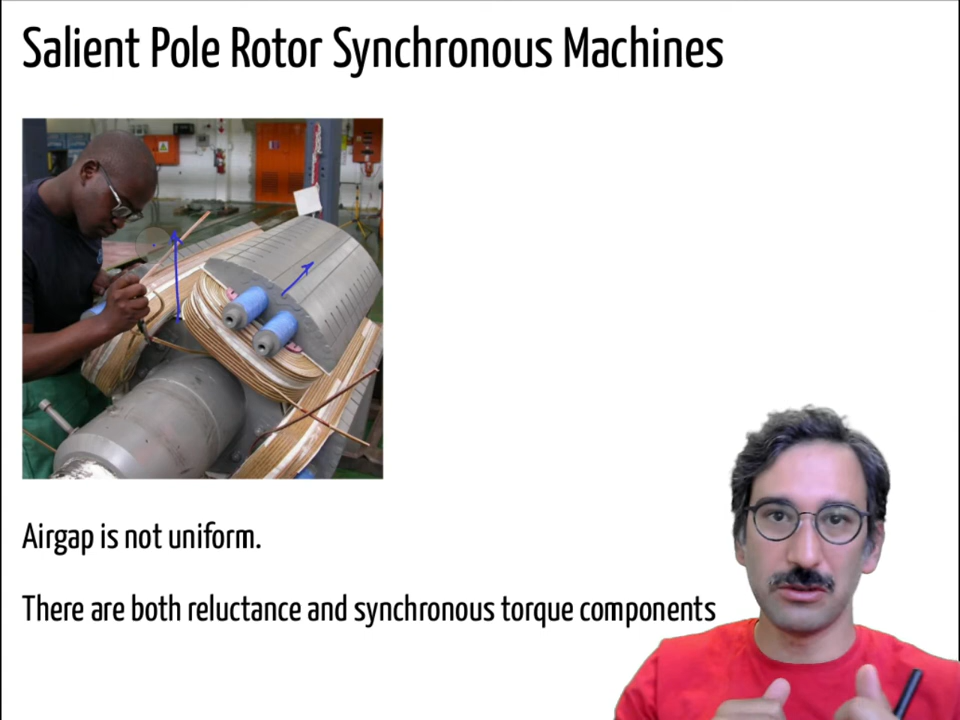 Salient Pole Rotor Synchronous Machines
Airgap is not uniform.
There are both reluctance and synchronous torque components